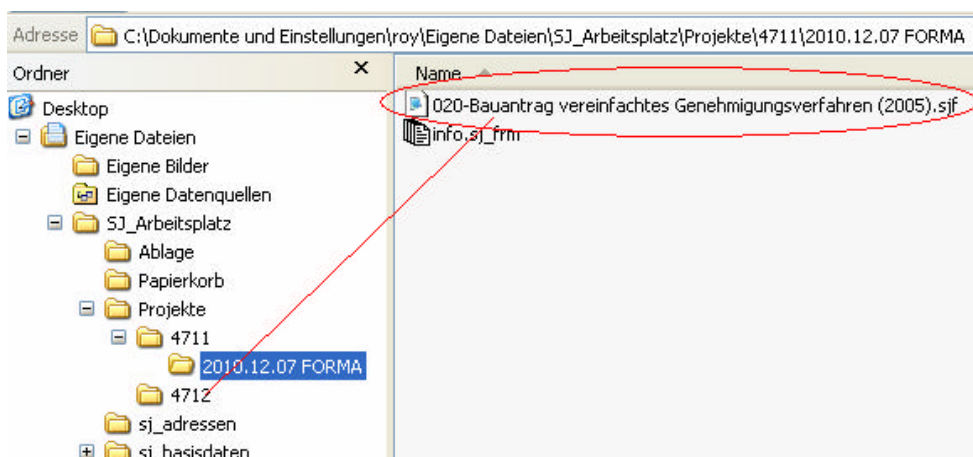 Adresse C:\Dokumente und Einstellungen\roy\Eigene Dateien\SJ_Arbeitsplatz\Projekte\4711\2010.12.07 FORMA
Ordner
Name
Desktop
020-Bauantrag vereinfachtes Genehmigungsverfahren (2005).sjf
Eigene Dateien
info.sj_frm
Eigene Bilder
Eigene Datenquellen
SJ_Arbeitsplatz
Ablage
Papierkorb
Projekte
4711
2010.12.07 FORMA
4712
sj_adressen
sj_basisdaten